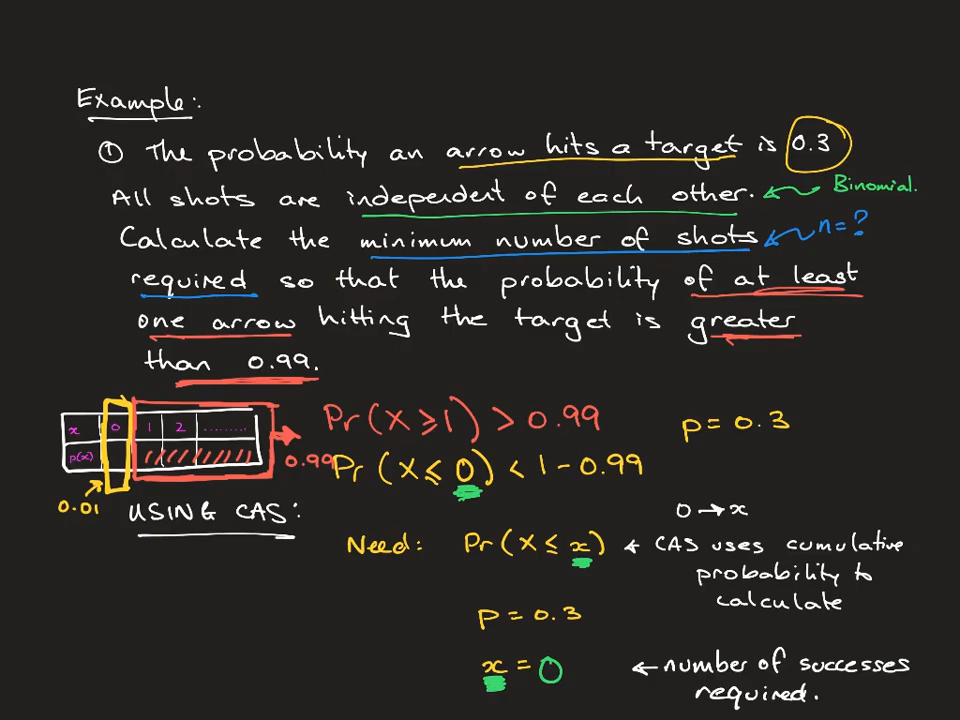 Example:
① The probability an arrow hits a target is 0.3
All shots are independent of each other. Binomial.
Calculate the minimum number of shots n=?
required so that the probability of at least
one arrow hitting the target is greater
than 0.99.
x 0 1 2 ........
p(x)
0.99
0.01
Pr(X≥1) > 0.99
p = 0.3
Pr(X≤0) < 1-0.99
USING CAS:
0→x
Need: Pr(X≤x) ← CAS uses cumulative
probability to
calculate
p = 0.3
x = 0 ← number of successes
required.